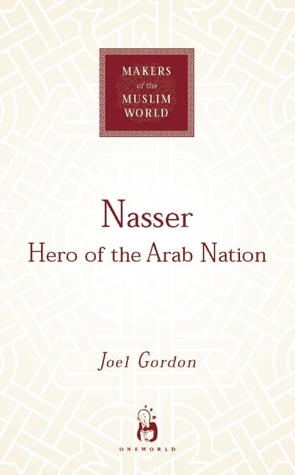 MAKERS
of the
MUSLIM
WORLD
Nasser
Hero of the Arab Nation
Joel Gordon
ONEWORLD